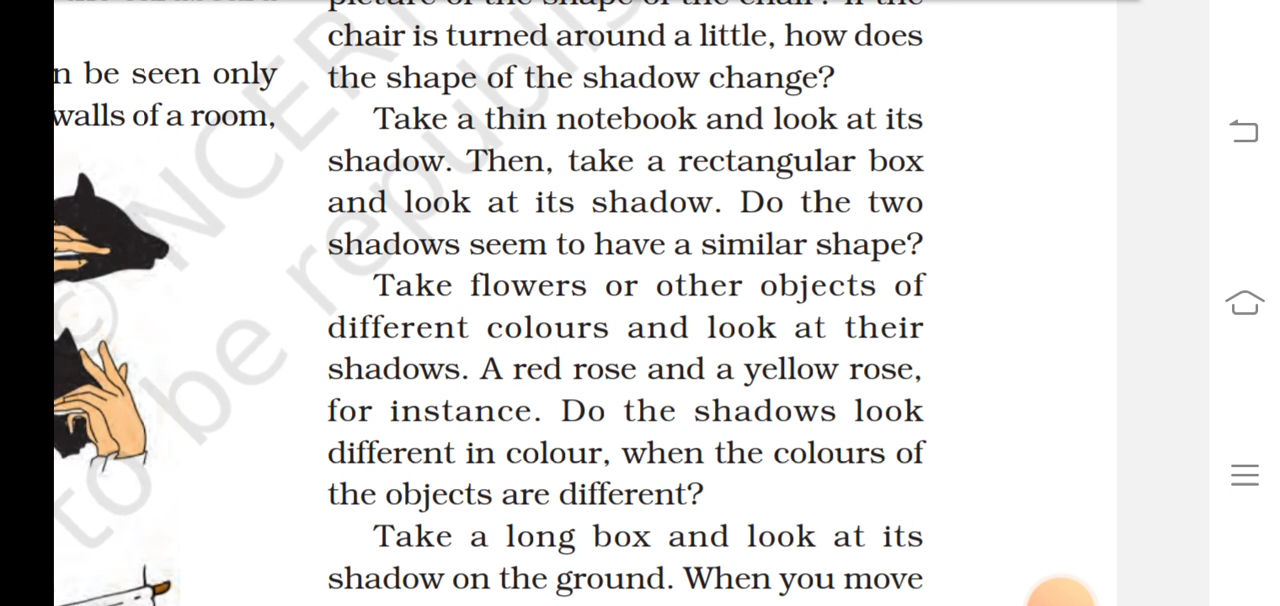 n be seen only
walls of a room,
chair is turned around a little, how does
the shape of the shadow change?
Take a thin notebook and look at its
shadow. Then, take a rectangular box
and look at its shadow. Do the two
shadows seem to have a similar shape?
Take flowers or other objects of
different colours and look at their
shadows. A red rose and a yellow rose,
for instance. Do the shadows look
different in colour, when the colours of
the objects are different?
Take a long box and look at its
shadow on the ground. When you move
© NCERT
to be republis